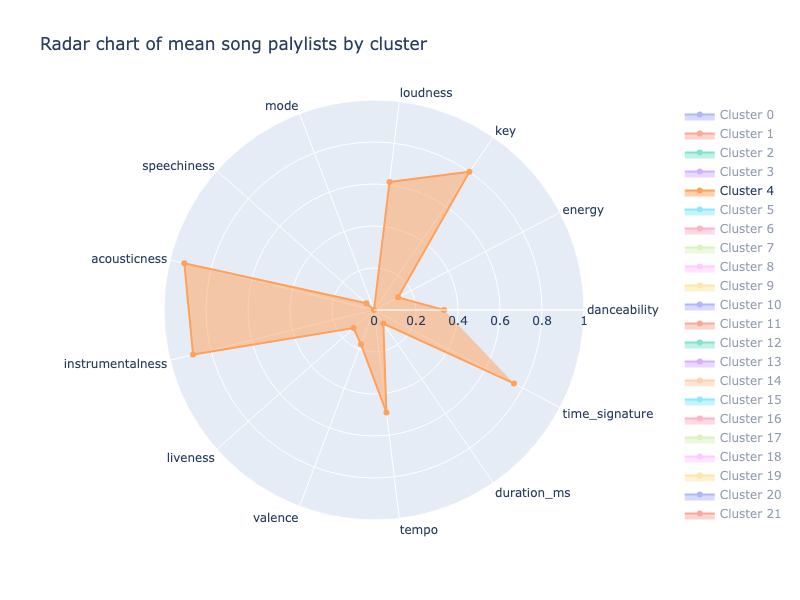 Radar chart of mean song palylists by cluster
loudness
mode
key
speechiness
energy
acousticness
danceability
0
0.2
0.4
0.6
0.8
1
instrumentalness
time_signature
liveness
duration_ms
valence
tempo
Cluster 0
Cluster 1
Cluster 2
Cluster 3
Cluster 4
Cluster 5
Cluster 6
Cluster 7
Cluster 8
Cluster 9
Cluster 10
Cluster 11
Cluster 12
Cluster 13
Cluster 14
Cluster 15
Cluster 16
Cluster 17
Cluster 18
Cluster 19
Cluster 20
Cluster 21